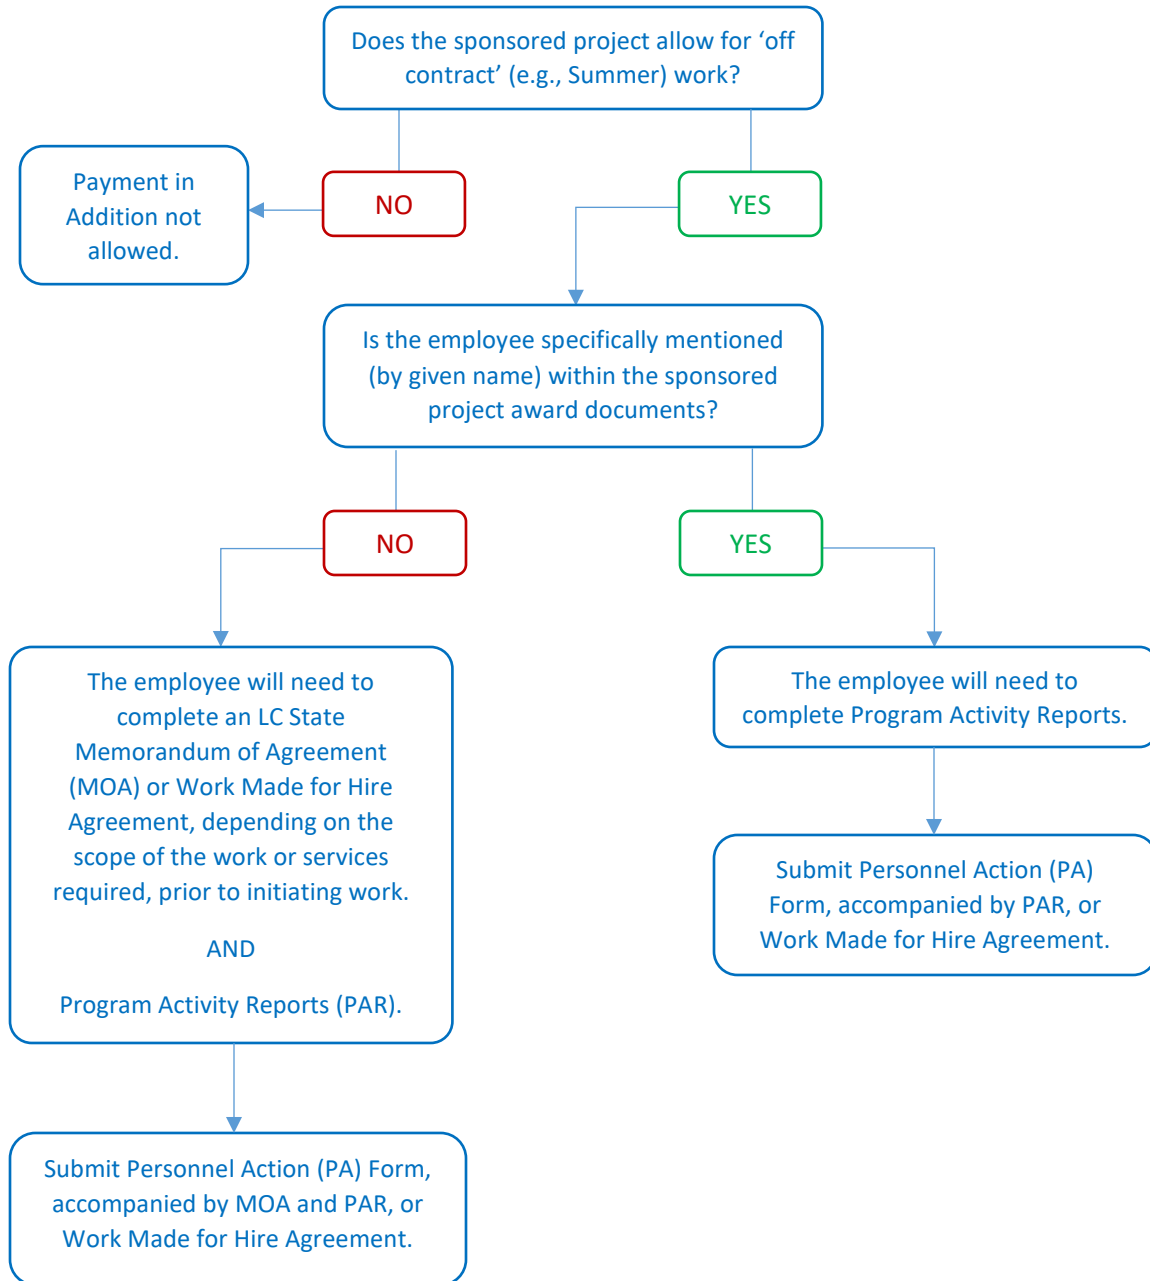 Does the sponsored project allow for ‘off
contract’ (e.g., Summer) work?
Payment in
Addition not
allowed.
NO
YES
Is the employee specifically mentioned
(by given name) within the sponsored
project award documents?
NO
YES
The employee will need to
complete an LC State
Memorandum of Agreement
(MOA) or Work Made for Hire
Agreement, depending on the
scope of the work or services
required, prior to initiating work.
AND
Program Activity Reports (PAR).
The employee will need to
complete Program Activity Reports.
Submit Personnel Action (PA)
Form, accompanied by PAR, or
Work Made for Hire Agreement.
Submit Personnel Action (PA) Form,
accompanied by MOA and PAR, or
Work Made for Hire Agreement.